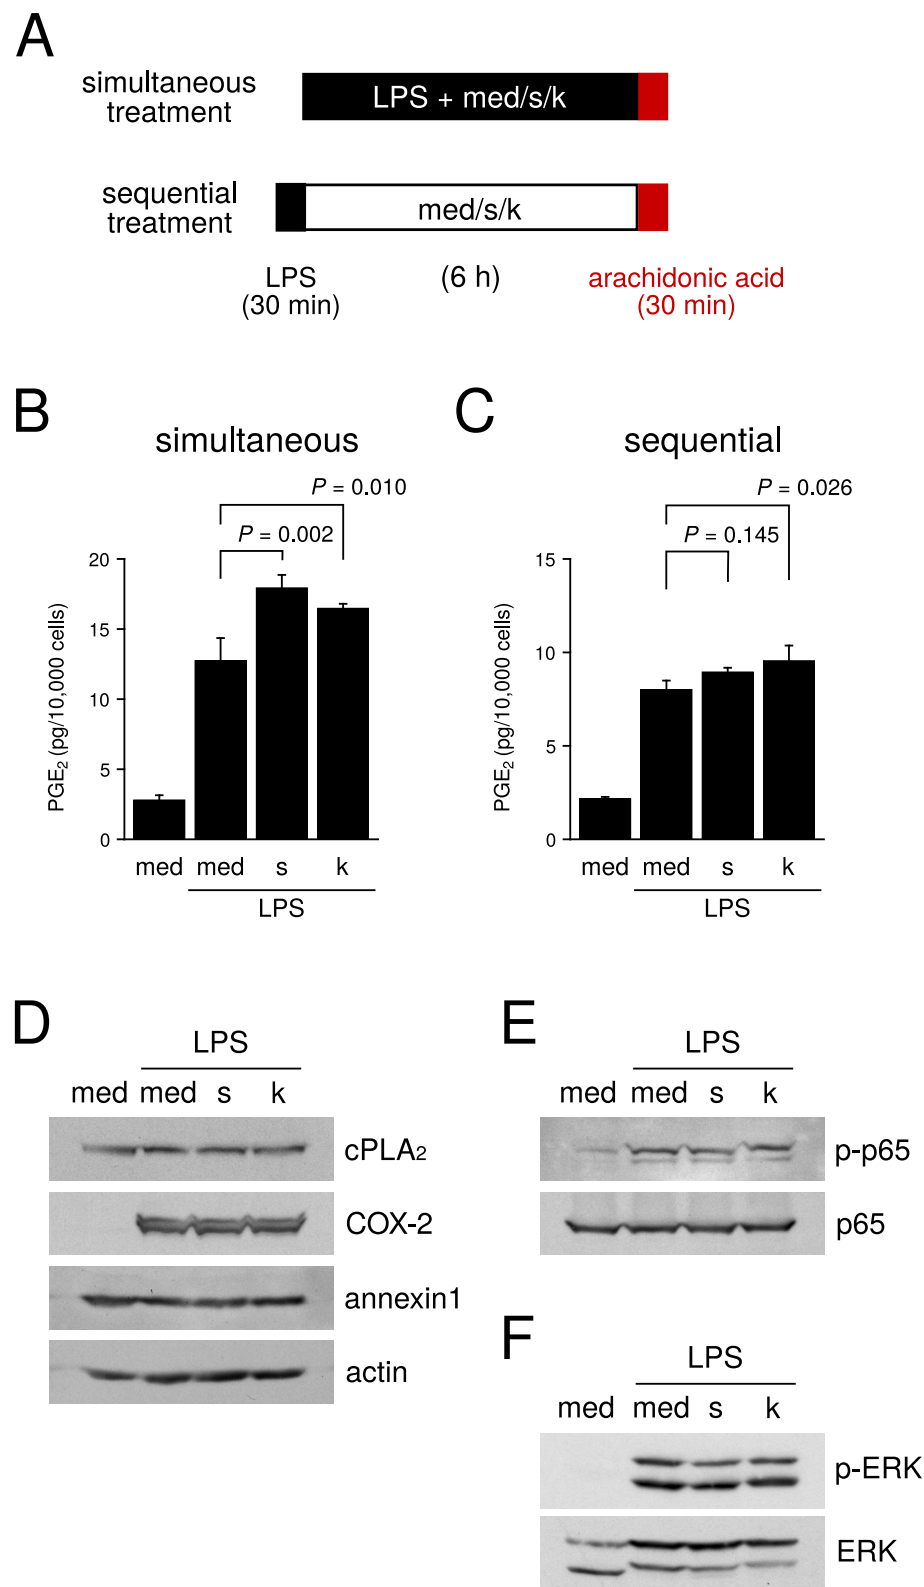 A
simultaneous
treatment
LPS + med/s/k
sequential
treatment
med/s/k
LPS
(30 min)
(6 h)
arachidonic acid
(30 min)
B
simultaneous
P = 0.010
P = 0.002
PGE2 (pg/10,000 cells)
20
15
10
5
0
med med s k
LPS
C
sequential
P = 0.026
P = 0.145
PGE2 (pg/10,000 cells)
15
10
5
0
med med s k
LPS
D
LPS
med med s k
cPLA2
COX-2
annexin1
actin
E
LPS
med med s k
p-p65
p65
F
LPS
med med s k
p-ERK
ERK